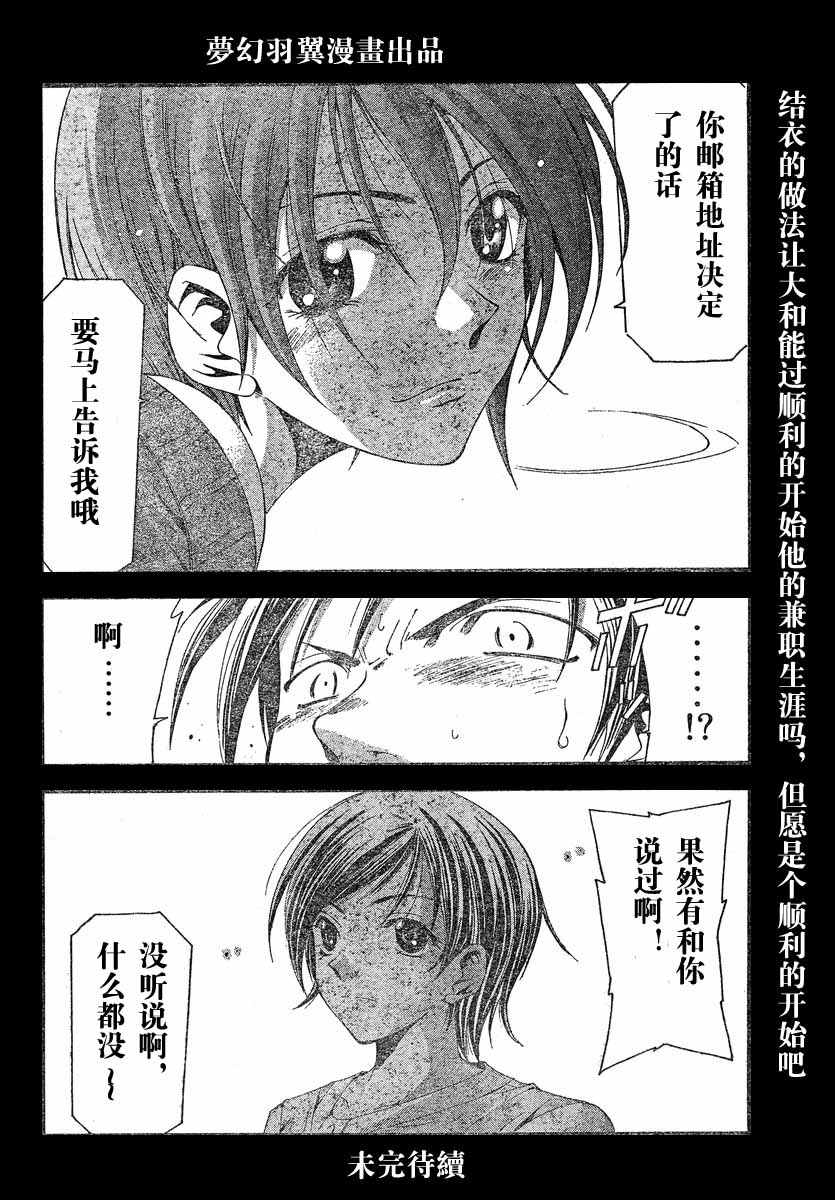 夢幻羽翼漫畫出品
结衣的做法让大和能过顺利的开始他的兼职生涯吗，但愿是个顺利的开始吧
你邮箱地址决定
了的话
要马上告诉我哦
……!?
啊……
果然有和你
说过啊！
没听说啊，
什么都没～
未完待續